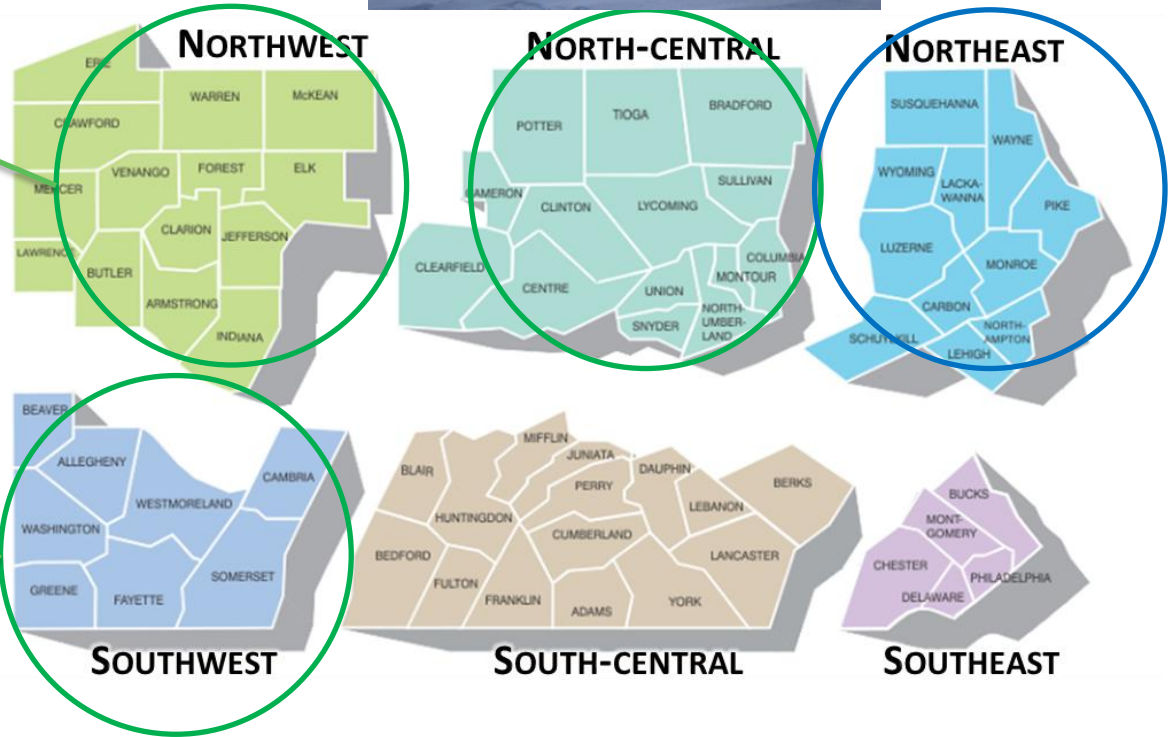 NORTHWEST
ERIE
WARREN
McKEAN
CRAWFORD
VENANGO
FOREST
ELK
MERCER
CLARION
JEFFERSON
LAWRENCE
BUTLER
ARMSTRONG
INDIANA
NORTH-CENTRAL
POTTER
TIOGA
BRADFORD
CAMERON
CLINTON
LYCOMING
SULLIVAN
CLEARFIELD
CENTRE
UNION
MONTOUR
COLUMBIA
SNYDER
NORTH-
UMBER-
LAND
NORTHEAST
SUSQUEHANNA
WAYNE
WYOMING
LACKA-
WANNA
PIKE
LUZERNE
MONROE
CARBON
SCHUYLKILL
NORTH-
AMPTON
LEHIGH
BEAVER
ALLEGHENY
WESTMORELAND
CAMBRIA
WASHINGTON
SOMERSET
GREENE
FAYETTE
SOUTHWEST
MIFFLIN
JUNIATA
BLAIR
DAUPHIN
PERRY
BERKS
LEBANON
HUNTINGDON
CUMBERLAND
BEDFORD
LANCASTER
FULTON
FRANKLIN
ADAMS
YORK
SOUTH-CENTRAL
BUCKS
MONT-
GOMERY
CHESTER
PHILADELPHIA
DELAWARE
SOUTHEAST